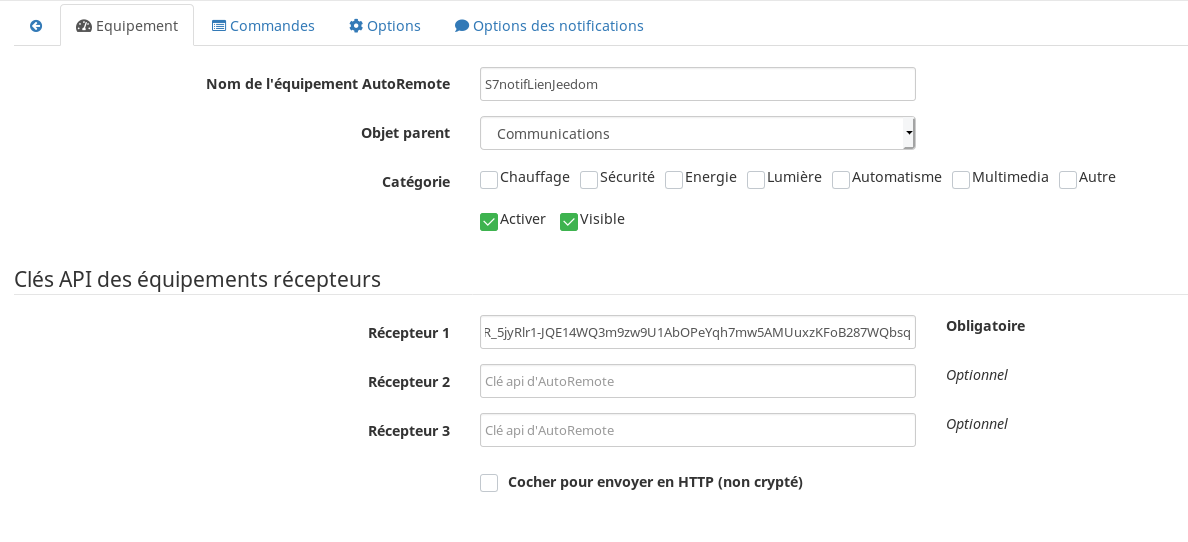 Equipement Commandes Options Options des notifications
Nom de l'équipement AutoRemote S7notifLienJeedom
Objet parent Communications
Catégorie Chauffage Sécurité Energie Lumière Automatisme Multimedia Autre
Activer Visible
Clés API des équipements récepteurs
Récepteur 1 R_5jyRlr1-JQE14WQ3m9zw9U1AbOPeYqh7mw5AMUuxzKFoB287WQbsq Obligatoire
Récepteur 2 Clé api d'AutoRemote Optionnel
Récepteur 3 Clé api d'AutoRemote Optionnel
Cocher pour envoyer en HTTP (non crypté)